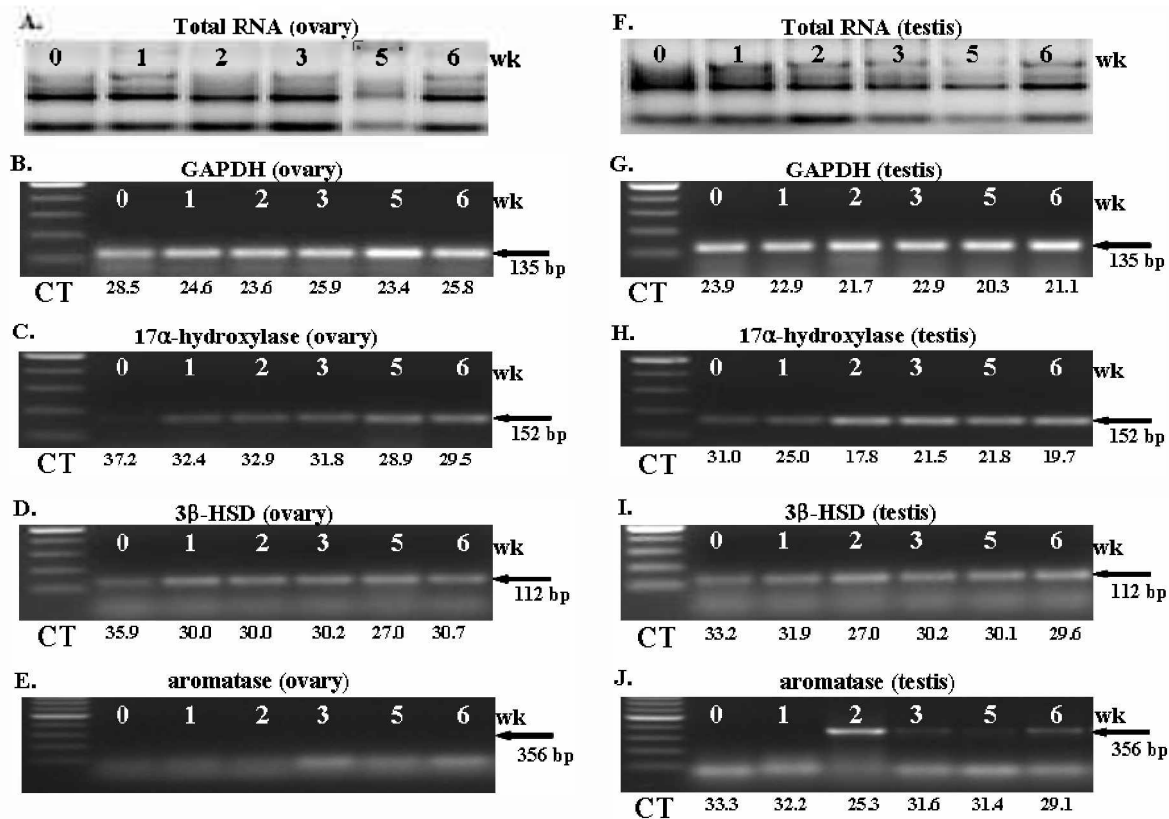 A.
Total RNA (ovary)
0 1 2 3 5 6 wk
B.
GAPDH (ovary)
0 1 2 3 5 6 wk
135 bp
CT 28.5 24.6 23.6 25.9 23.4 25.8
C.
17α-hydroxylase (ovary)
0 1 2 3 5 6 wk
152 bp
CT 37.2 32.4 32.9 31.8 28.9 29.5
D.
3β-HSD (ovary)
0 1 2 3 5 6 wk
112 bp
CT 35.9 30.0 30.0 30.2 27.0 30.7
E.
aromatase (ovary)
0 1 2 3 5 6 wk
356 bp
F.
Total RNA (testis)
0 1 2 3 5 6 wk
G.
GAPDH (testis)
0 1 2 3 5 6 wk
135 bp
CT 23.9 22.9 21.7 22.9 20.3 21.1
H.
17α-hydroxylase (testis)
0 1 2 3 5 6 wk
152 bp
CT 31.0 25.0 17.8 21.5 21.8 19.7
I.
3β-HSD (testis)
0 1 2 3 5 6 wk
112 bp
CT 33.2 31.9 27.0 30.2 30.1 29.6
J.
aromatase (testis)
0 1 2 3 5 6 wk
356 bp
CT 33.3 32.2 25.3 31.6 31.4 29.1